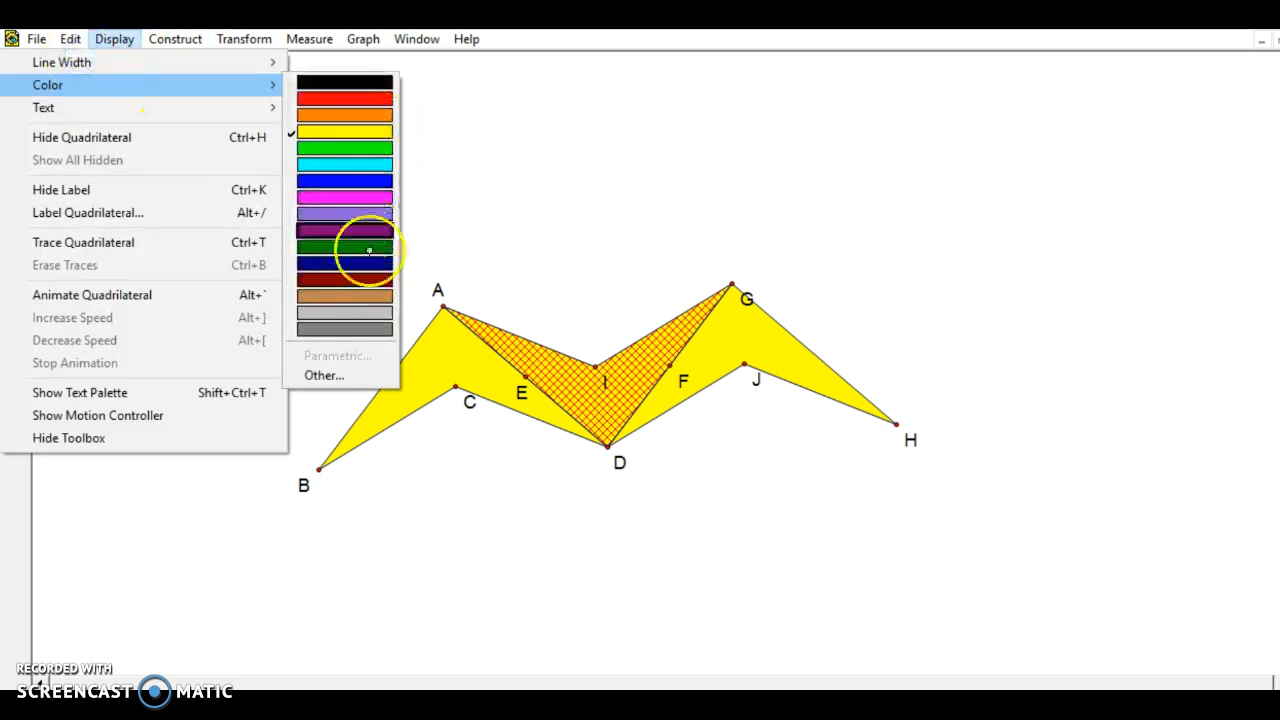 File Edit Display Construct Transform Measure Graph Window Help
Line Width
Color
Text
Hide Quadrilateral Ctrl+H
Show All Hidden
Hide Label Ctrl+K
Label Quadrilateral... Alt+/
Trace Quadrilateral Ctrl+T
Erase Traces Ctrl+B
Animate Quadrilateral Alt+`
Increase Speed Alt+]
Decrease Speed Alt+[
Stop Animation
Show Text Palette Shift+Ctrl+T
Show Motion Controller
Hide Toolbox
Parametric...
Other...
A
G
I
F
J
E
C
H
D
B
RECORDED WITH
SCREENCAST MATIC